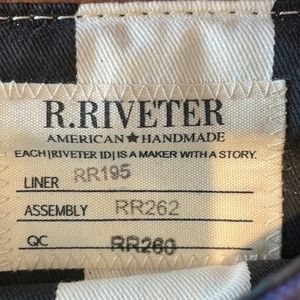 R.RIVETER
AMERICAN★HANDMADE
EACH [RIVETER ID] IS A MAKER WITH A STORY.
LINER RR195
ASSEMBLY RR262
QC RR260